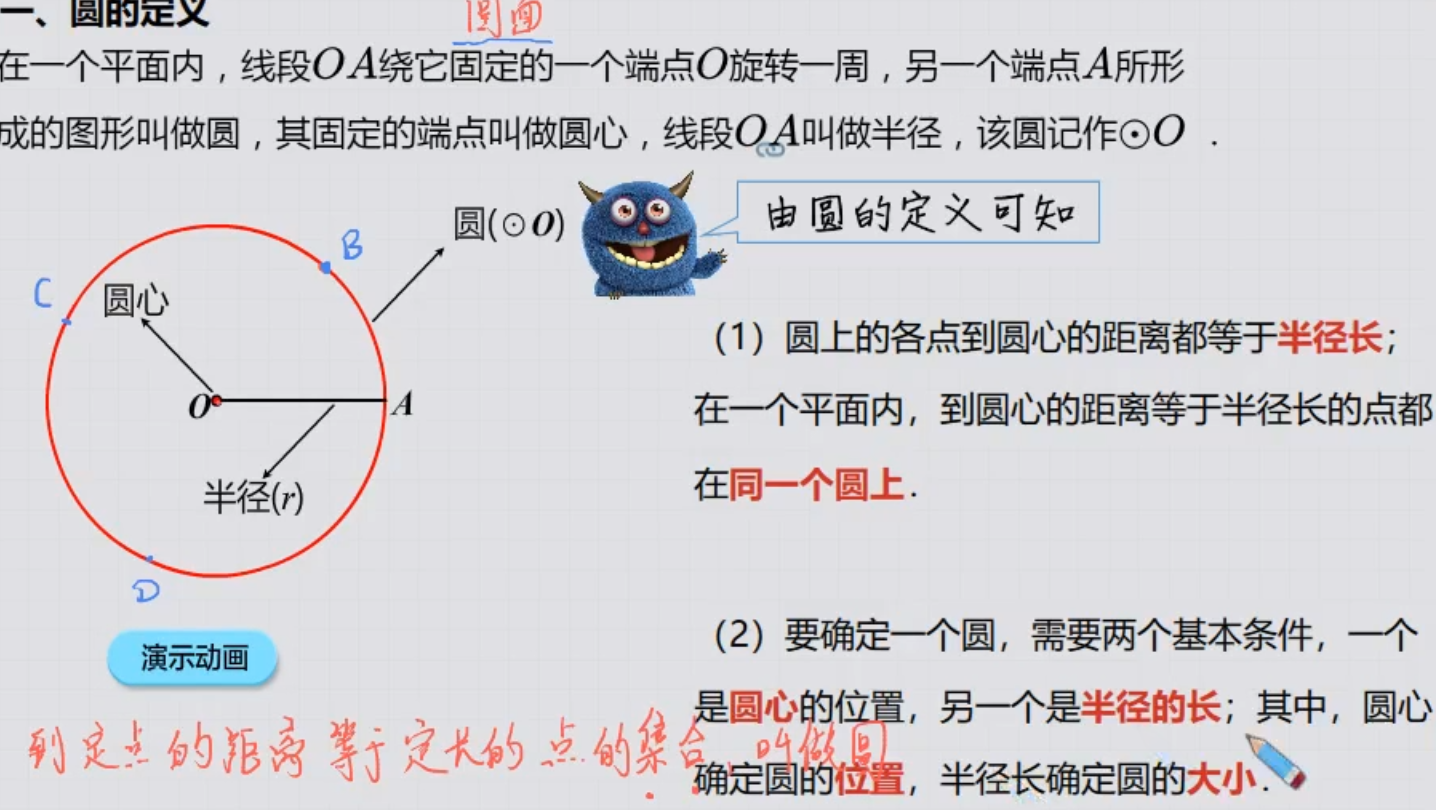 一、圆的定义
圆面
在一个平面内，线段OA绕它固定的一个端点O旋转一周，另一个端点A所形
成的图形叫做圆，其固定的端点叫做圆心，线段OA叫做半径，该圆记作⊙O ．
圆(⊙O)
由圆的定义可知
B
C
圆心
O
A
半径(r)
D
（1）圆上的各点到圆心的距离都等于半径长；
在一个平面内，到圆心的距离等于半径长的点都
在同一个圆上．
演示动画
（2）要确定一个圆，需要两个基本条件，一个
是圆心的位置，另一个是半径的长；其中，圆心
确定圆的位置，半径长确定圆的大小．
到定点的距离等于定长的点的集合，叫做圆